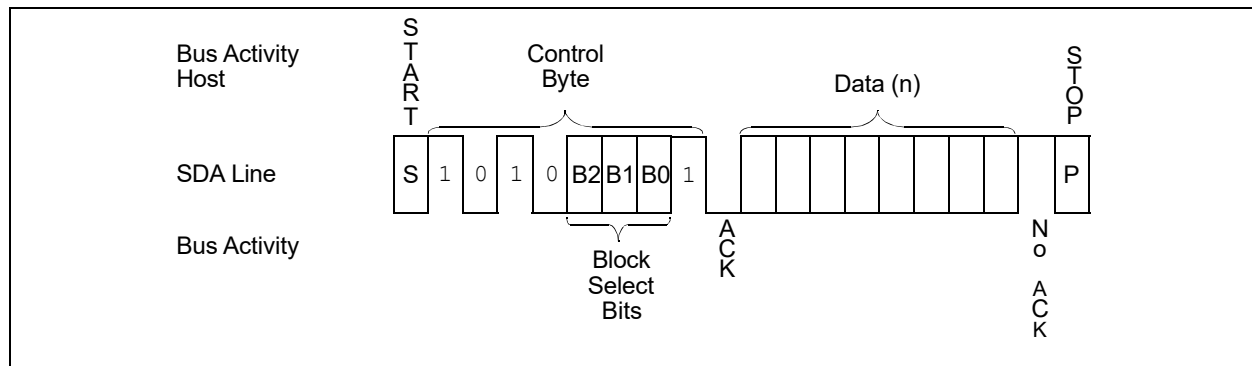 Bus Activity
Host
START
Control
Byte
Data (n)
STOP
SDA Line
S 1 0 1 0 B2 B1 B0 1 P
Bus Activity
ACK
Block
Select
Bits
No ACK